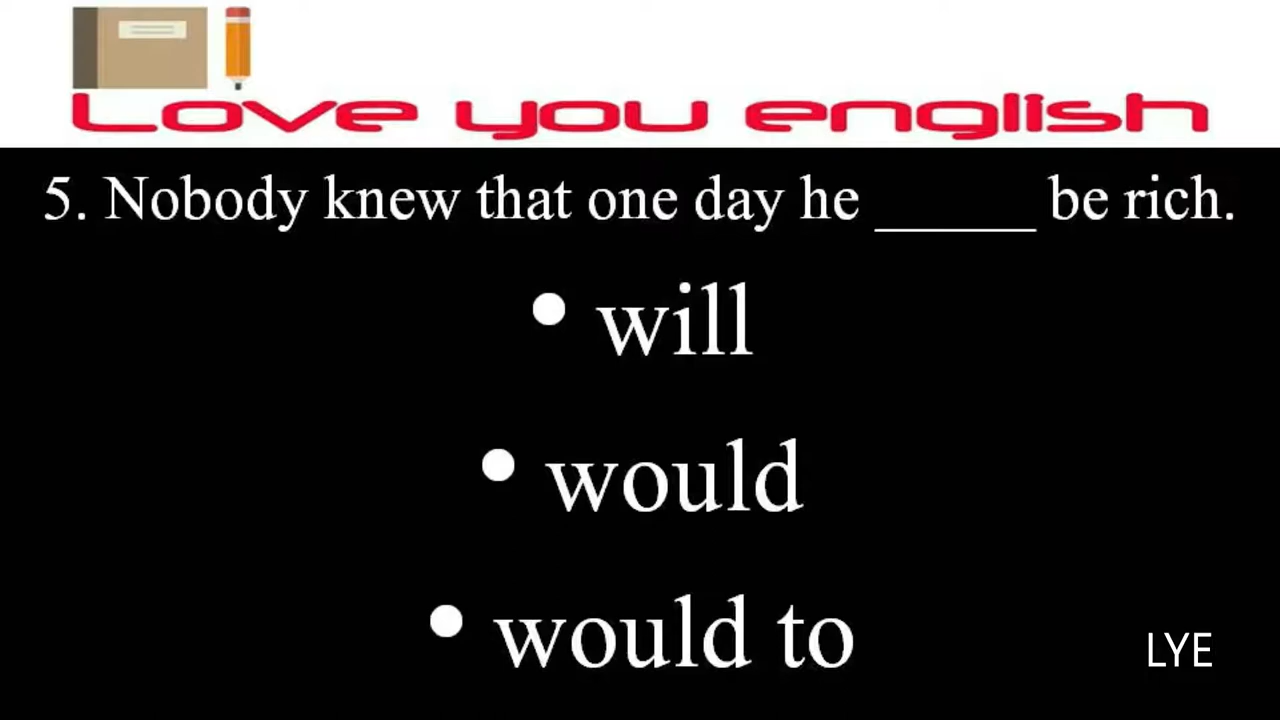 Love you english
5. Nobody knew that one day he ______ be rich.
• will
• would
• would to
LYE